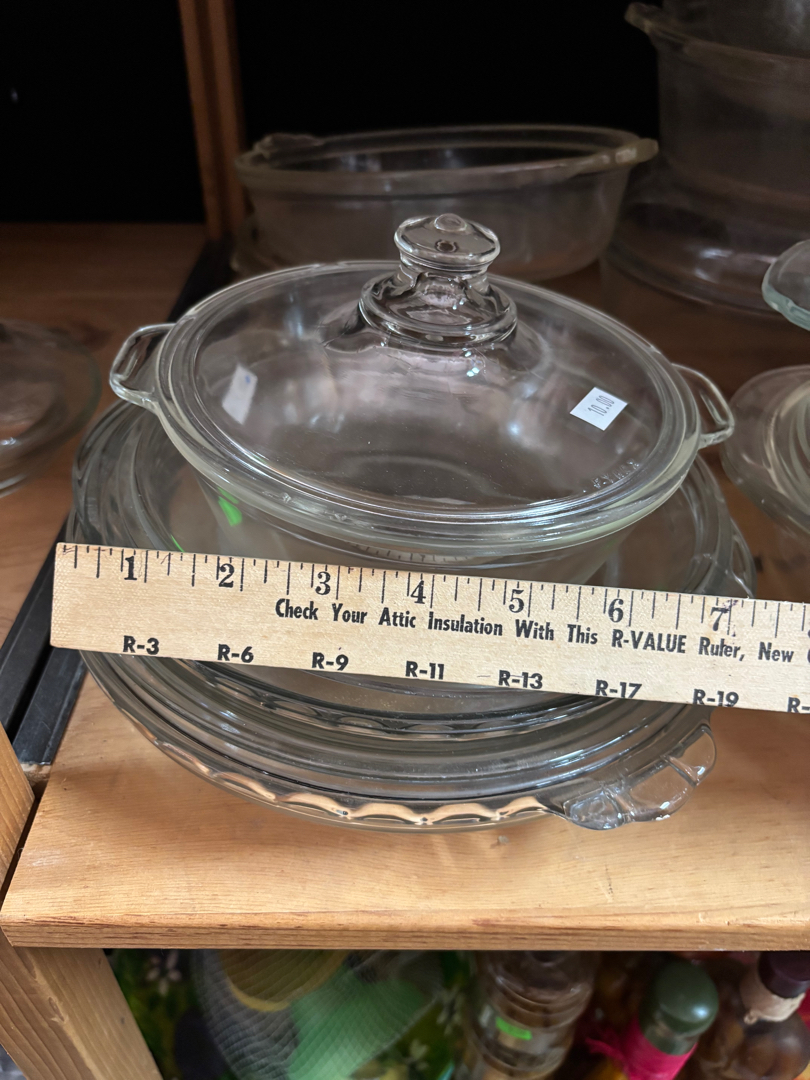 10.00
1 2 3 4 5 6 7
Check Your Attic Insulation With This R-VALUE Ruler, New
R-3 R-6 R-9 R-11 R-13 R-17 R-19 R-